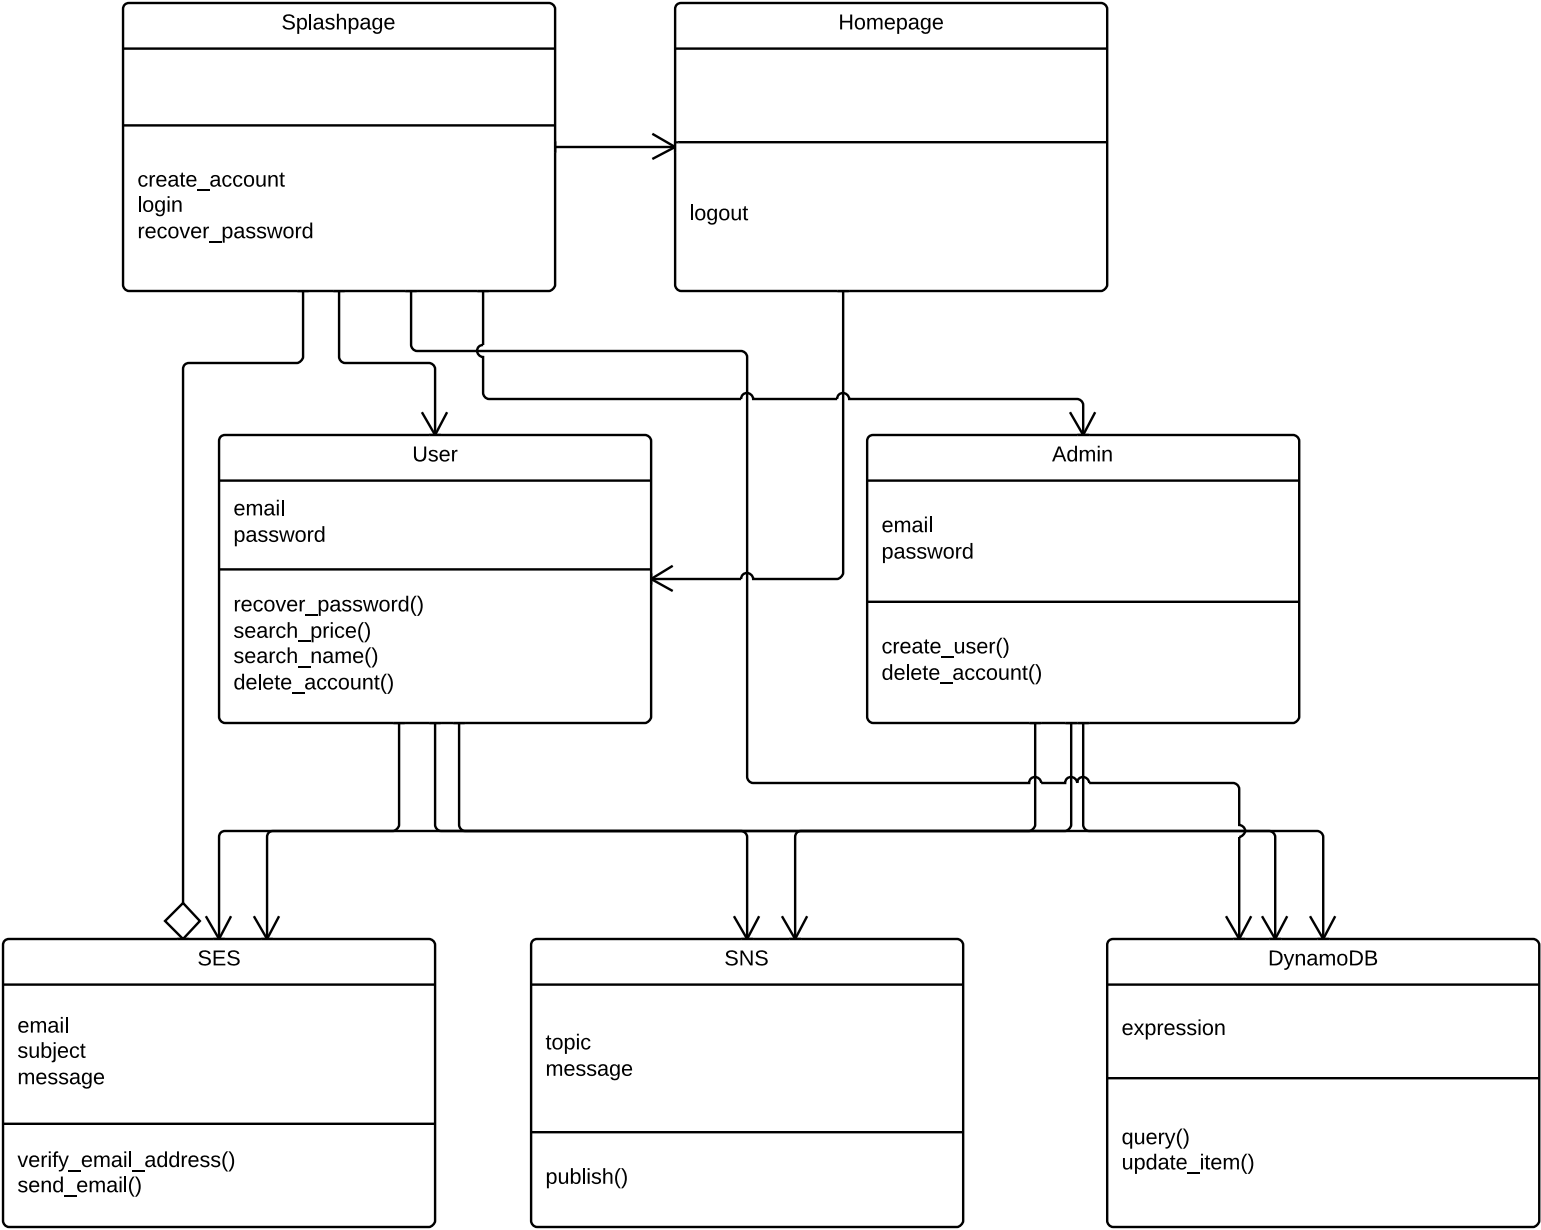 Splashpage
create_account
login
recover_password
Homepage
logout
User
email
password
recover_password()
search_price()
search_name()
delete_account()
Admin
email
password
create_user()
delete_account()
SES
email
subject
message
verify_email_address()
send_email()
SNS
topic
message
publish()
DynamoDB
expression
query()
update_item()